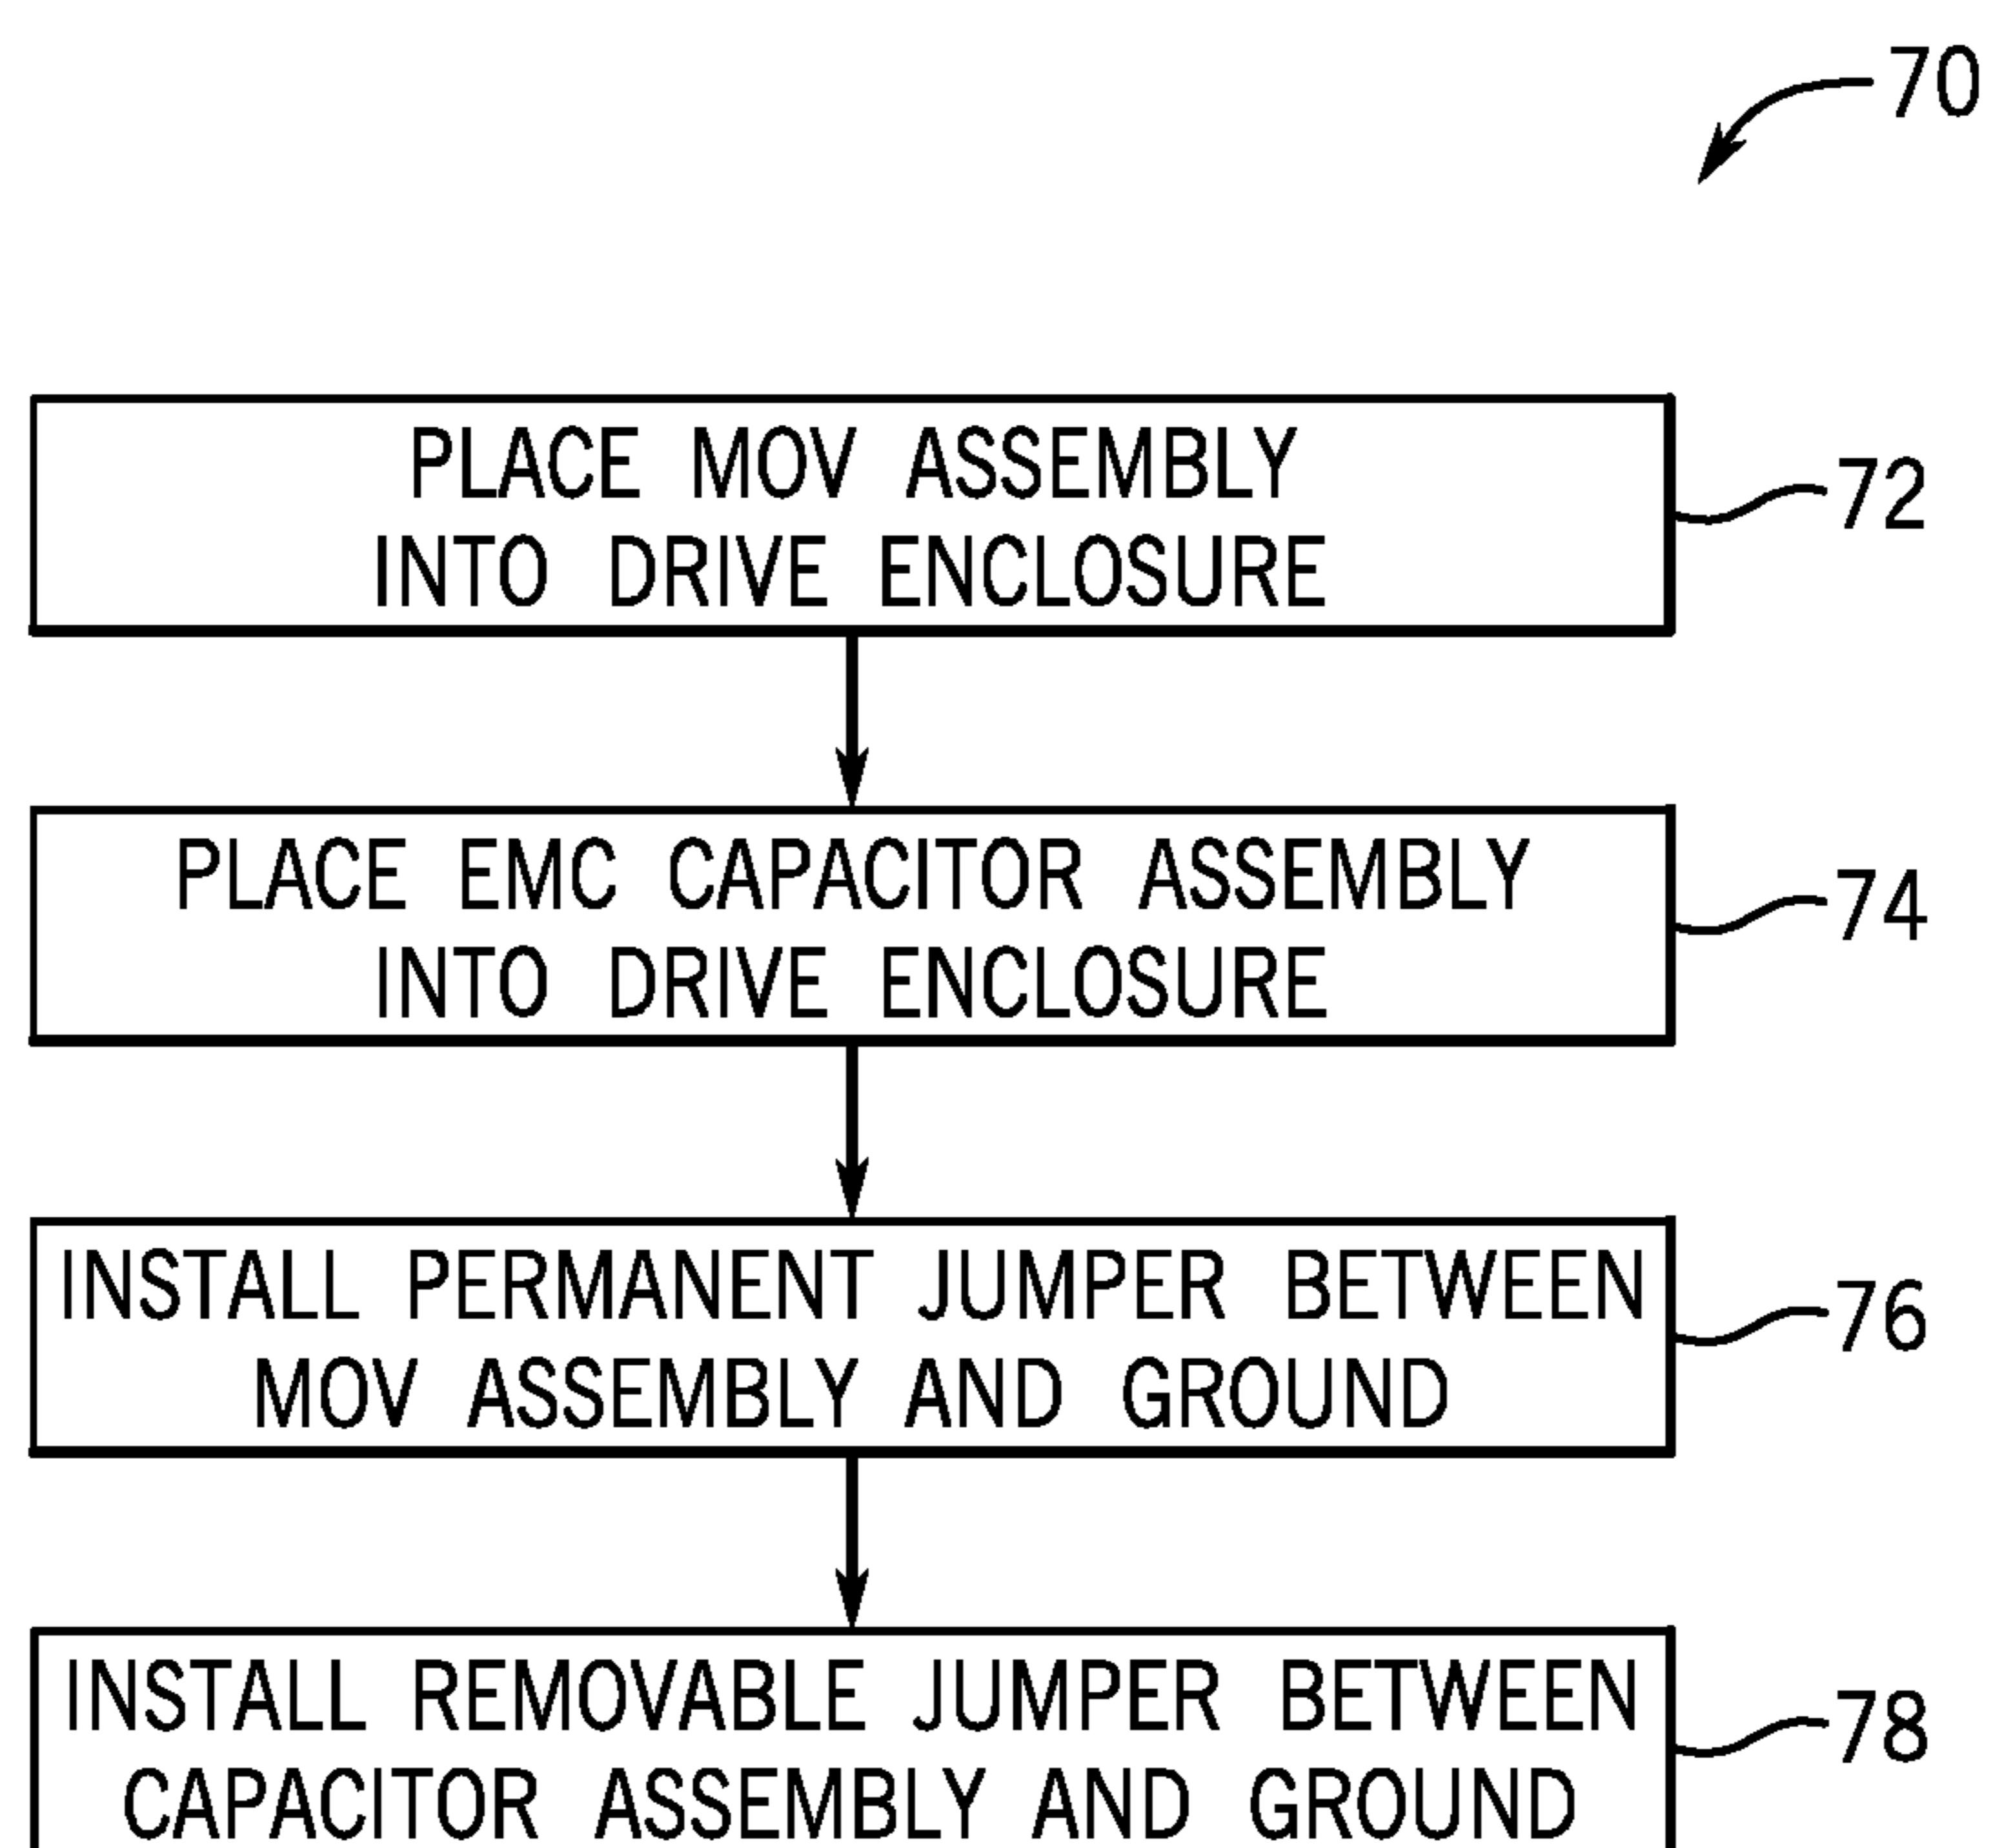 70
PLACE MOV ASSEMBLY
INTO DRIVE ENCLOSURE
72
PLACE EMC CAPACITOR ASSEMBLY
INTO DRIVE ENCLOSURE
74
INSTALL PERMANENT JUMPER BETWEEN
MOV ASSEMBLY AND GROUND
76
INSTALL REMOVABLE JUMPER BETWEEN
CAPACITOR ASSEMBLY AND GROUND
78